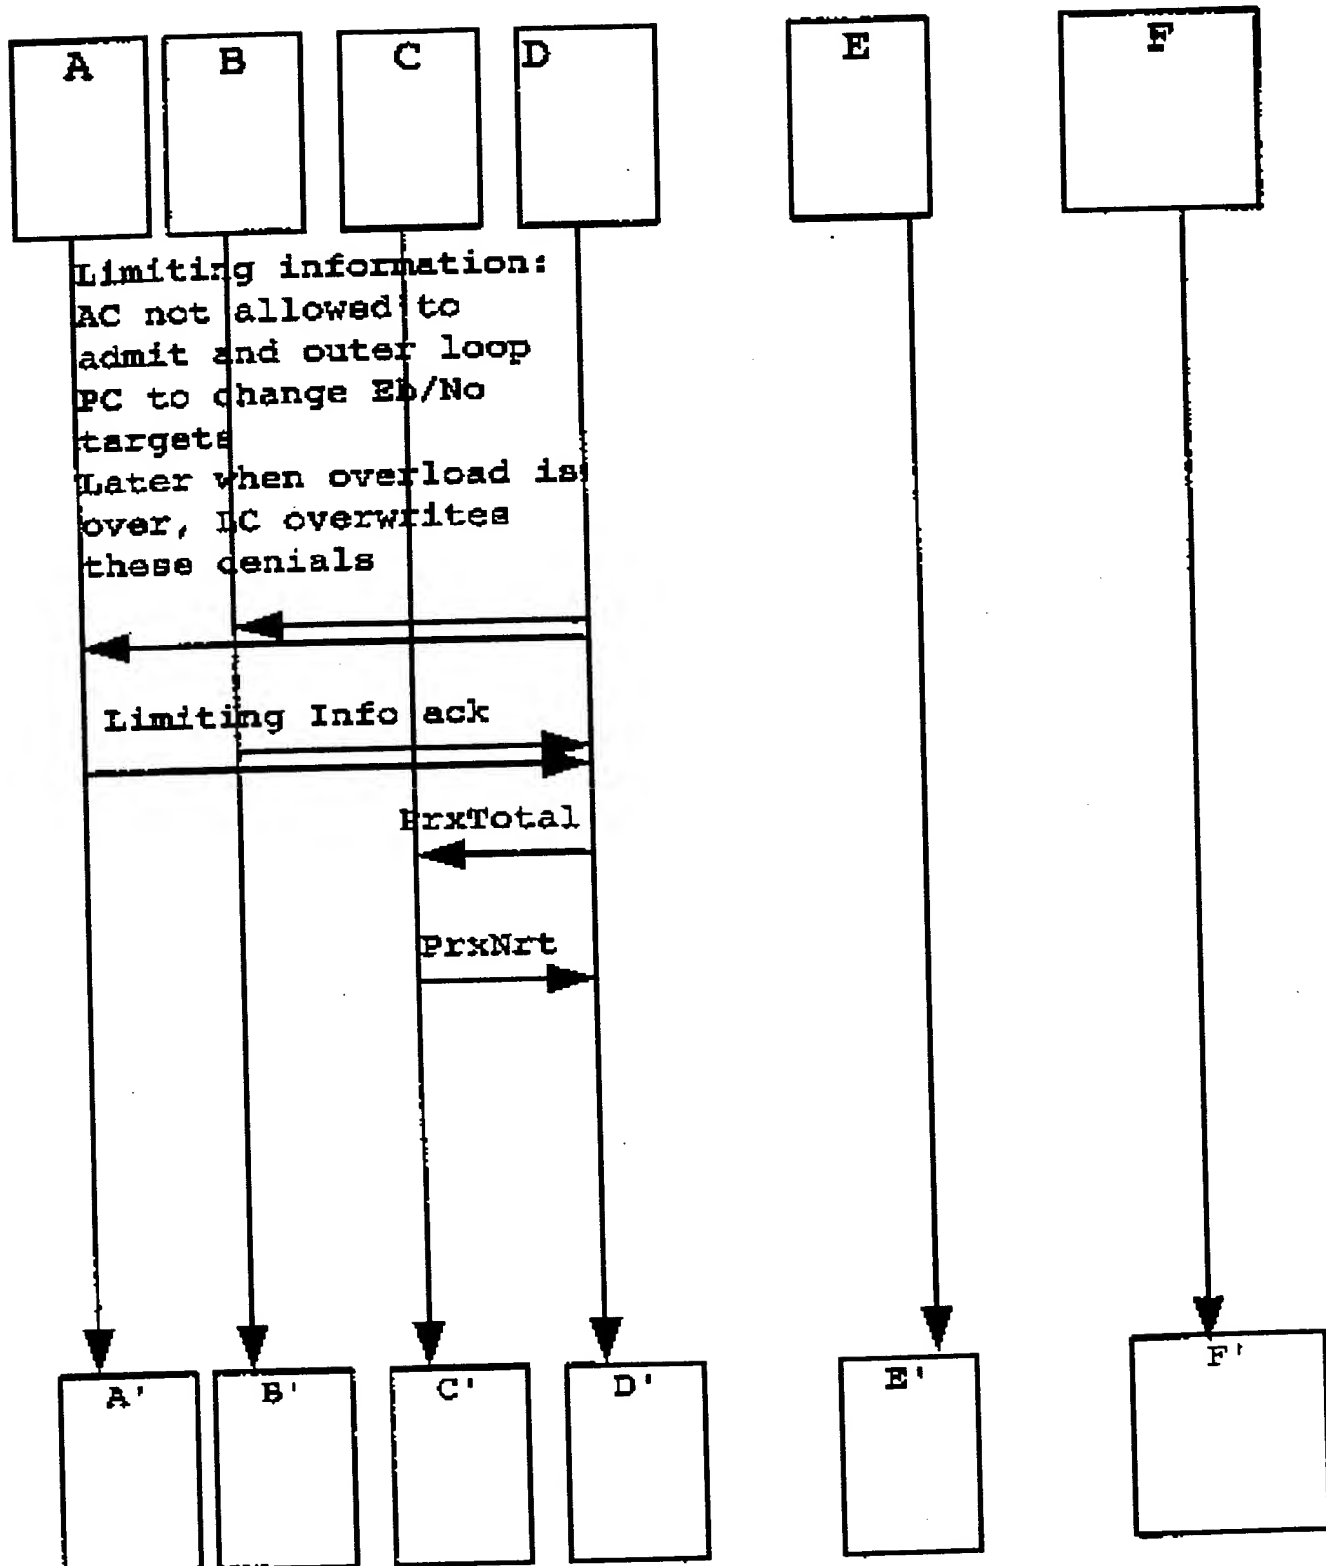 A B C D E F
Limiting information:
AC not allowed to
admit and outer loop
PC to change Eb/No
targets
Later when overload is
over, LC overwrites
these denials
Limiting Info ack
PrxTotal
PrxNrt
A' B' C' D' E' F'